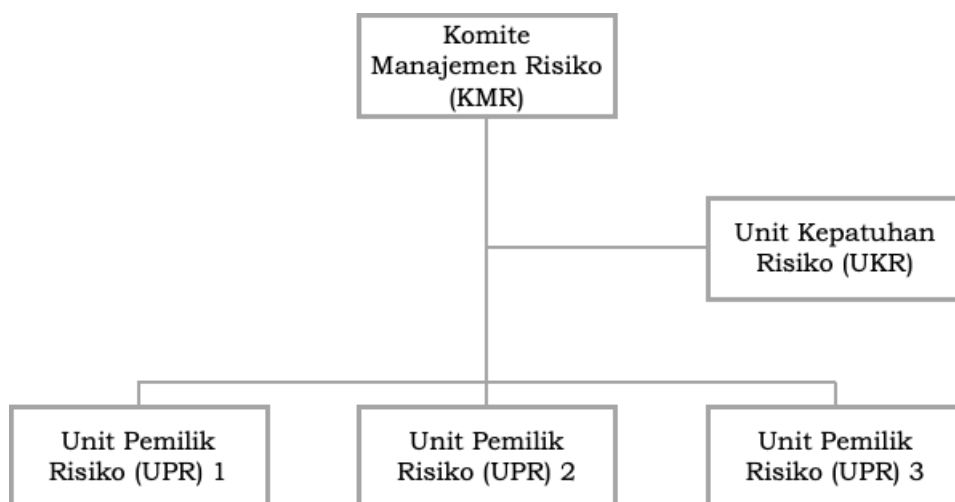 Komite
Manajemen Risiko
(KMR)
Unit Kepatuhan
Risiko (UKR)
Unit Pemilik
Risiko (UPR) 1
Unit Pemilik
Risiko (UPR) 2
Unit Pemilik
Risiko (UPR) 3